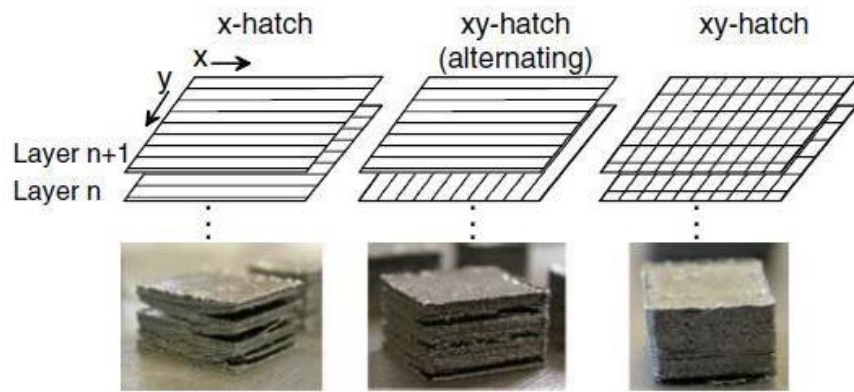 x-hatch
xy-hatch
(alternating)
xy-hatch
x
y
Layer n+1
Layer n